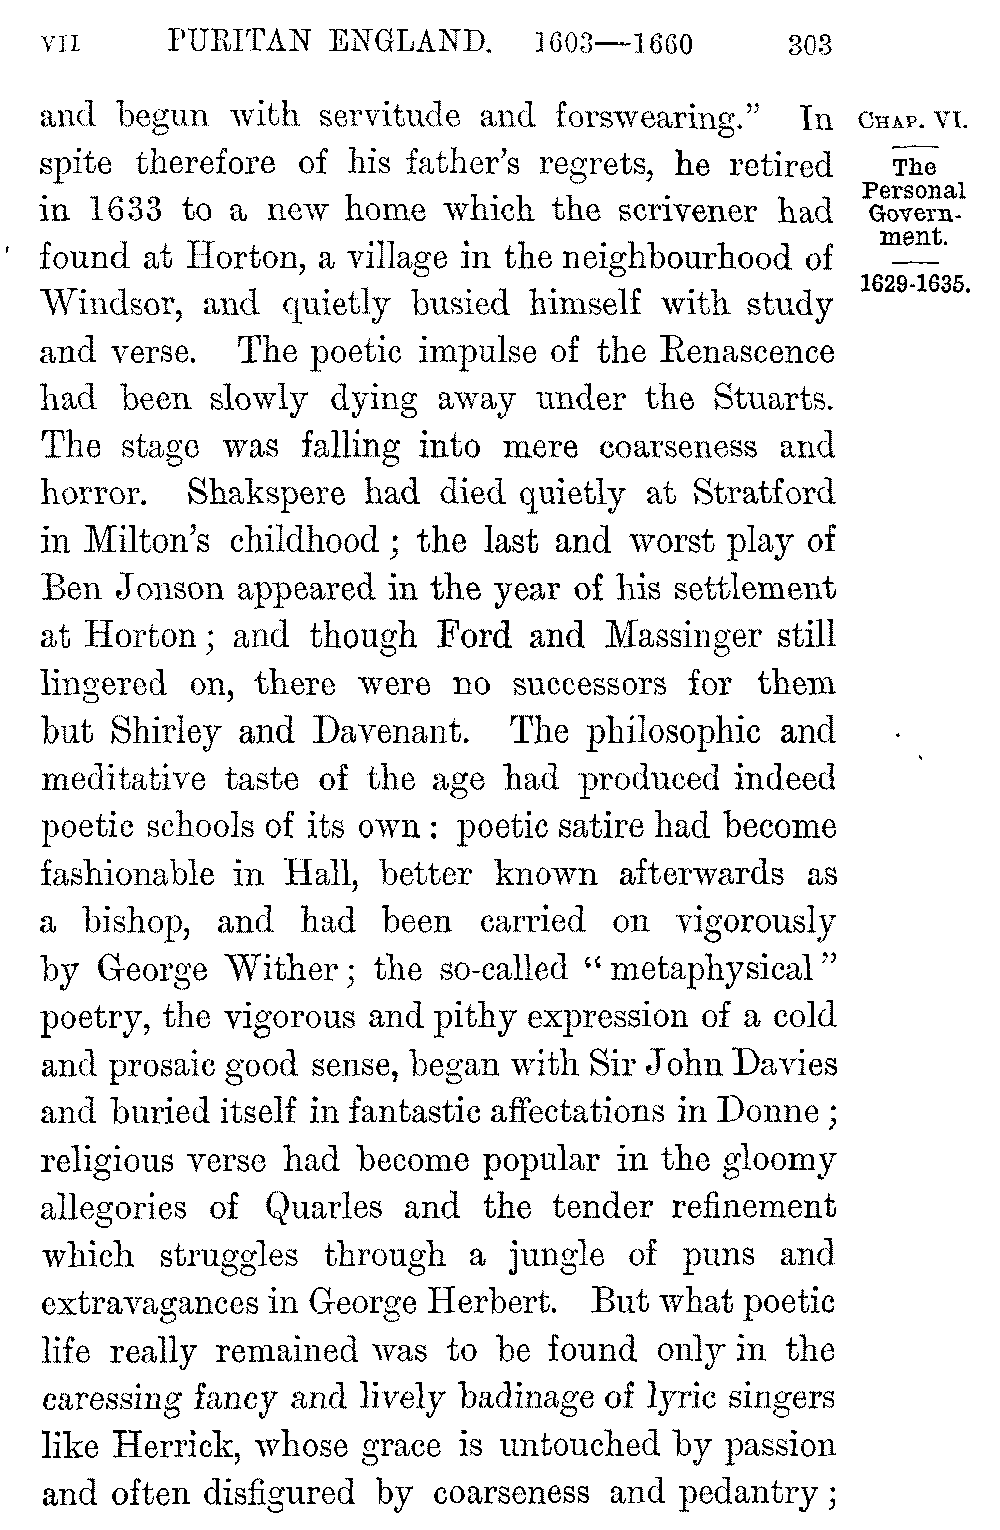 VII PURITAN ENGLAND. 1603—1660 303
and begun with servitude and forswearing.” In
spite therefore of his father’s regrets, he retired
in 1633 to a new home which the scrivener had
found at Horton, a village in the neighbourhood of
Windsor, and quietly busied himself with study
and verse. The poetic impulse of the Renascence
had been slowly dying away under the Stuarts.
The stage was falling into mere coarseness and
horror. Shakspere had died quietly at Stratford
in Milton’s childhood; the last and worst play of
Ben Jonson appeared in the year of his settlement
at Horton; and though Ford and Massinger still
lingered on, there were no successors for them
but Shirley and Davenant. The philosophic and
meditative taste of the age had produced indeed
poetic schools of its own: poetic satire had become
fashionable in Hall, better known afterwards as
a bishop, and had been carried on vigorously
by George Wither; the so-called “metaphysical”
poetry, the vigorous and pithy expression of a cold
and prosaic good sense, began with Sir John Davies
and buried itself in fantastic affectations in Donne;
religious verse had become popular in the gloomy
allegories of Quarles and the tender refinement
which struggles through a jungle of puns and
extravagances in George Herbert. But what poetic
life really remained was to be found only in the
caressing fancy and lively badinage of lyric singers
like Herrick, whose grace is untouched by passion
and often disfigured by coarseness and pedantry;
CHAP. VI.
The
Personal
Govern-
ment.
1629-1635.